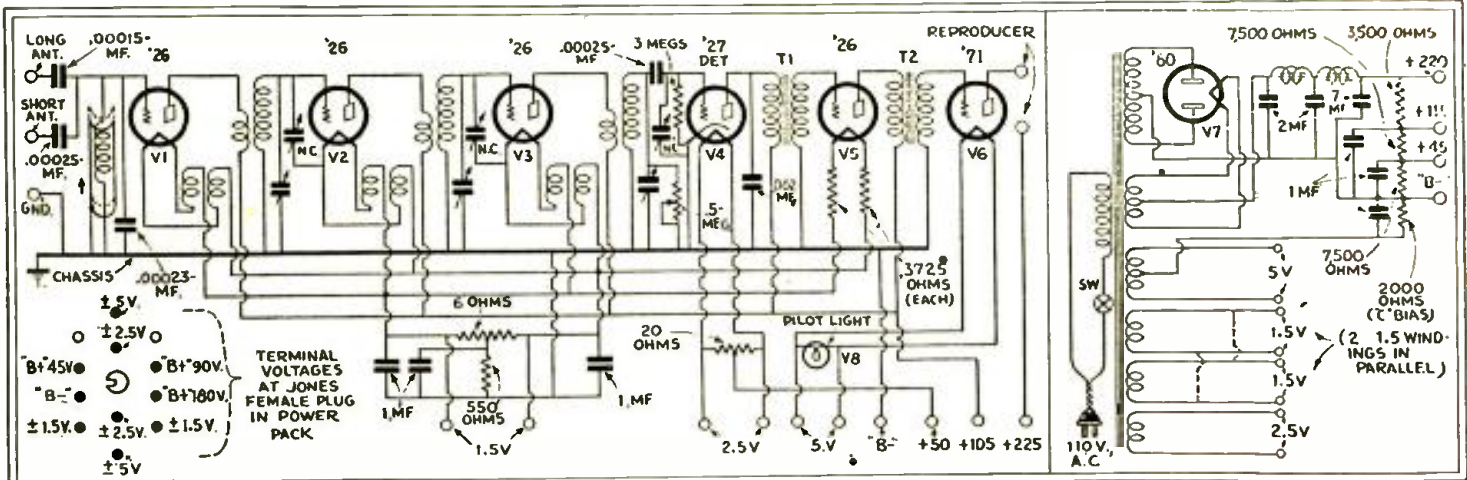 LONG ANT.
.00015-MF.
'26
'26
'26
.00025-MF
3 MEGS
'27 DET
T1
'26
T2
'71
REPRODUCER
SHORT ANT.
.00025-MF.
GND.
V1
N.C
V2
N.C
V3
V4
V5
V6
.5-MEG
CHASSIS
.00023-MF.
.3725 OHMS (EACH)
6 OHMS
20 OHMS
PILOT LIGHT
V8
1, MF
550 OHMS
1, MF
1.5V
2.5V
5.V
"B-"
+50
+105
+225
±.5V.
±2.5V.
"B+"45V
"B+"90V.
"B-"
"B+"180V.
±1.5V.
±2.5V.
±1.5V.
±5V
TERMINAL VOLTAGES AT JONES FEMALE PLUG IN POWER PACK
'80
V7
7,500 OHMS
3,500 OHMS
+220
2 MF
7 MF
+45
1 MF
"B-"
7,500 OHMS
2000 OHMS ("C" BIAS)
SW
110 V., A.C
5V
1.5V
1.5V
2.5V
(2 1.5 WINDINGS IN PARALLEL)